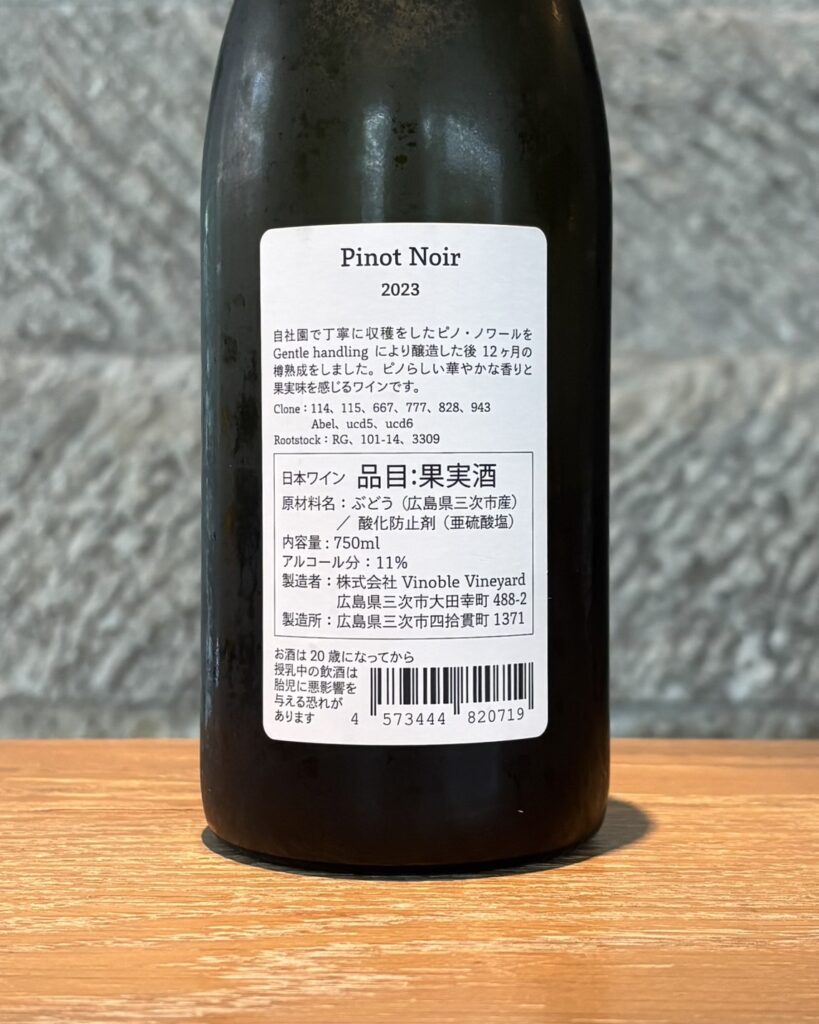 Pinot Noir
2023
自社園で丁寧に収穫をしたピノ・ノワールを
Gentle handling により醸造した後 12ヶ月の
樽熟成をしました。ピノらしい華やかな香りと
果実味を感じるワインです。
Clone：114、115、667、777、828、943
Abel、ucd5、ucd6
Rootstock：RG、101-14、3309
日本ワイン 品目:果実酒
原材料名：ぶどう（広島県三次市産）
／ 酸化防止剤（亜硫酸塩）
内容量：750ml
アルコール分：11%
製造者：株式会社 Vinoble Vineyard
広島県三次市大田幸町 488-2
製造所：広島県三次市四拾貫町 1371
お酒は 20 歳になってから
授乳中の飲酒は
胎児に悪影響を
与える恐れが
あります
4 573444 820719